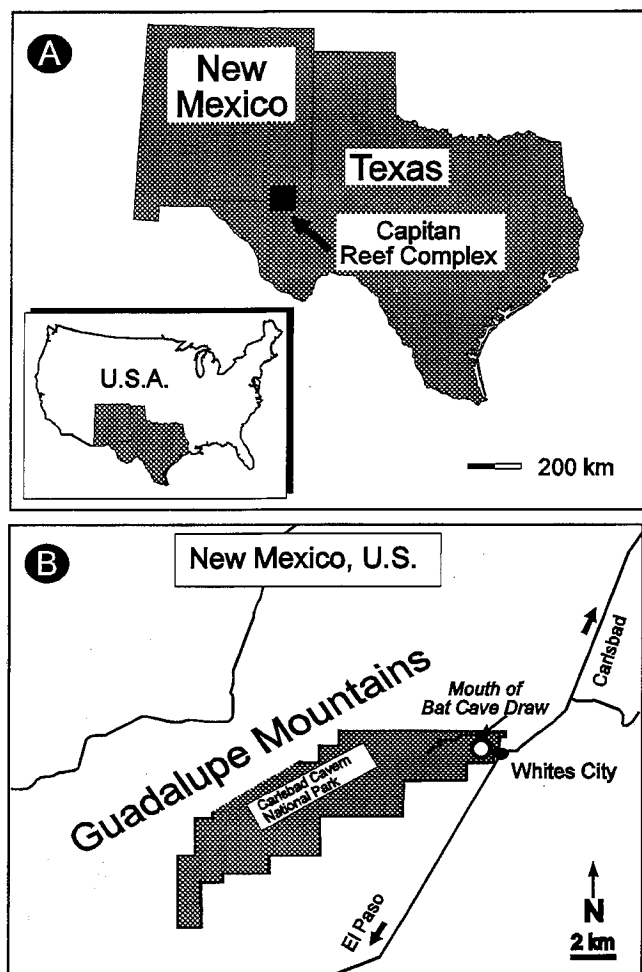 A
New
Mexico
Texas
Capitan
Reef Complex
U.S.A.
200 km
B
New Mexico, U.S.
Guadalupe Mountains
Carlsbad
Mouth of
Bat Cave Draw
Carlsbad Cavern
National Park
Whites City
El Paso
N
2 km